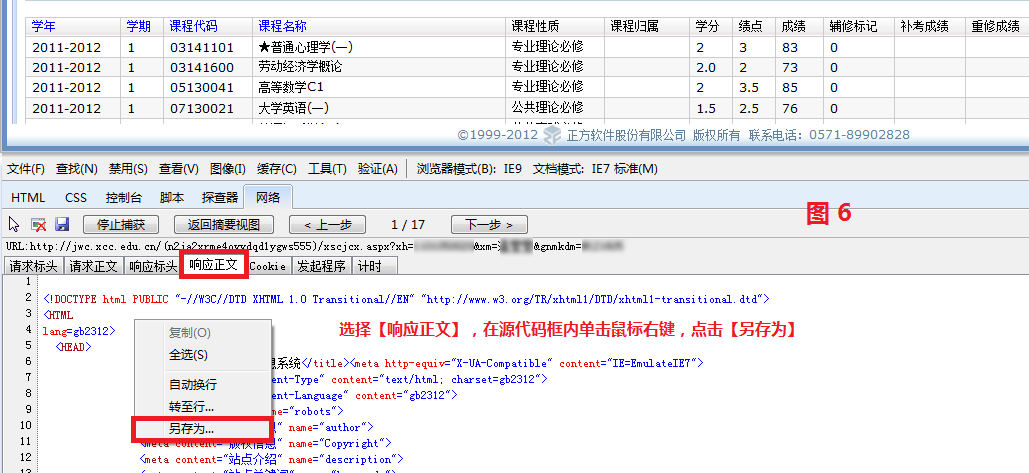 学年 学期 课程代码 课程名称 课程性质 课程归属 学分 绩点 成绩 辅修标记 补考成绩 重修成绩
2011-2012 1 03141101 ★普通心理学(一) 专业理论必修 2 3 83 0
2011-2012 1 03141600 劳动经济学概论 专业理论必修 2.0 2 73 0
2011-2012 1 05130041 高等数学C1 专业理论必修 2 3.5 85 0
2011-2012 1 07130021 大学英语(一) 公共理论必修 1.5 2.5 76 0
©1999-2012 正方软件股份有限公司 版权所有 联系电话：0571-89902828
文件(F) 查找(N) 禁用(S) 查看(V) 图像(I) 缓存(C) 工具(T) 验证(A) 浏览器模式(B): IE9 文档模式: IE7 标准(M)
HTML CSS 控制台 脚本 探查器 网络
停止捕获 返回摘要视图 < 上一步 1 / 17 下一步 >
图 6
URL:http://jwc.xcc.edu.cn/(n2ja2xrme4oyydqd1ygws555)/xscjcx.aspx?xh= &xm= &gnmkdm=
请求标头 请求正文 响应标头 响应正文 Cookie 发起程序 计时
1
2 <!DOCTYPE html PUBLIC "-//W3C//DTD XHTML 1.0 Transitional//EN" "http://www.w3.org/TR/xhtml1/DTD/xhtml1-transitional.dtd">
3 <HTML
4 lang=gb2312>
5 <HEAD>
选择【响应正文】，在源代码框内单击鼠标右键，点击【另存为】
复制(O)
全选(S)
自动换行
转至行...
另存为...
6 息系统</title><meta http-equiv="X-UA-Compatible" content="IE=EmulateIE7">
7 ent-Type" content="text/html; charset=gb2312">
8 ent-Language" content="gb2312">
9 me="robots">
10 息" name="author">
11 <meta content="版权信息" name="Copyright">
12 <meta content="站点介绍" name="description">